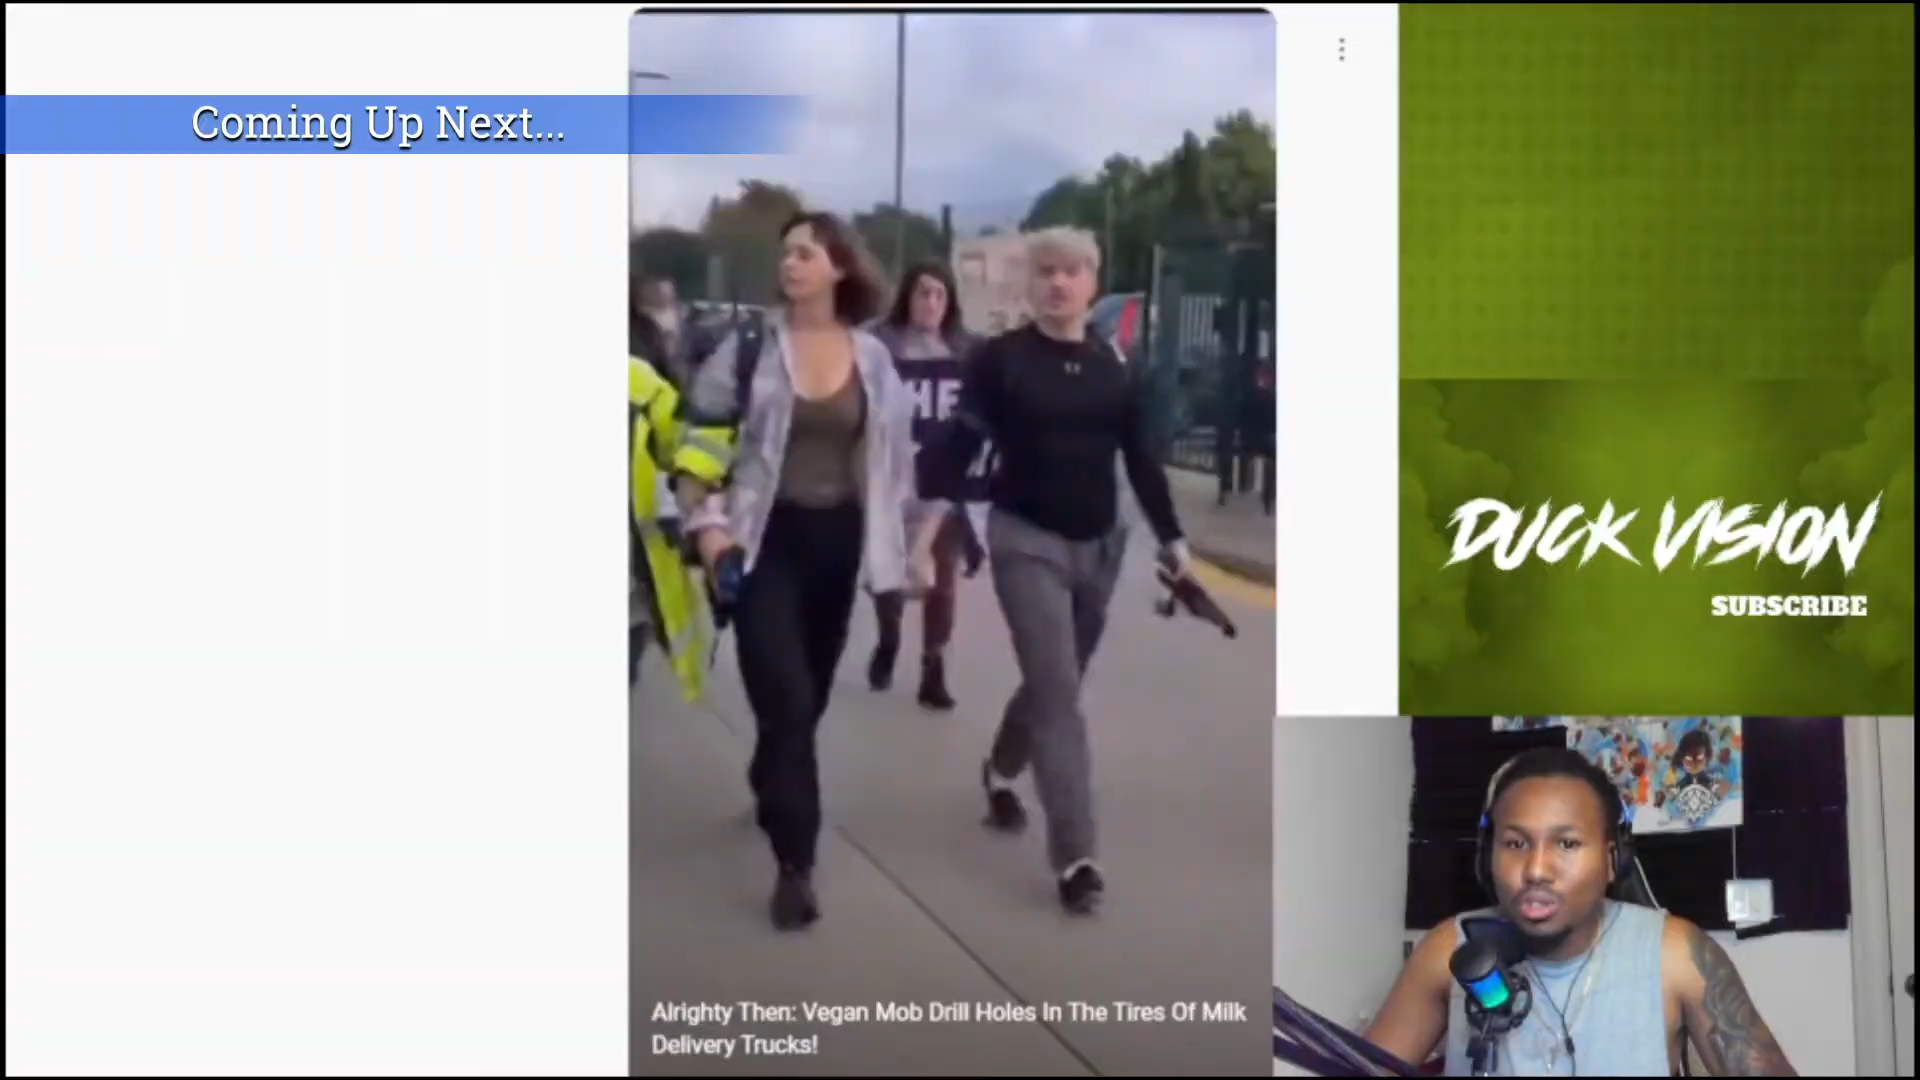 Coming Up Next...
HE
DUCK VISION
SUBSCRIBE
Alrighty Then: Vegan Mob Drill Holes In The Tires Of Milk
Delivery Trucks!